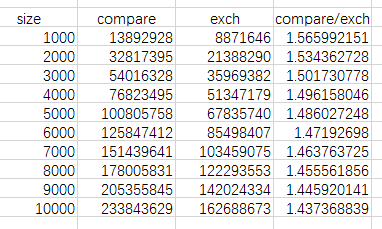 size compare exch compare/exch
1000 13892928 8871646 1.565992151
2000 32817395 21388290 1.534362728
3000 54016328 35969382 1.501730778
4000 76823495 51347179 1.496158046
5000 100805758 67835740 1.486027248
6000 125847412 85498407 1.47192698
7000 151439641 103459075 1.463763725
8000 178005831 122293553 1.455561856
9000 205355845 142024334 1.445920141
10000 233843629 162688673 1.437368839